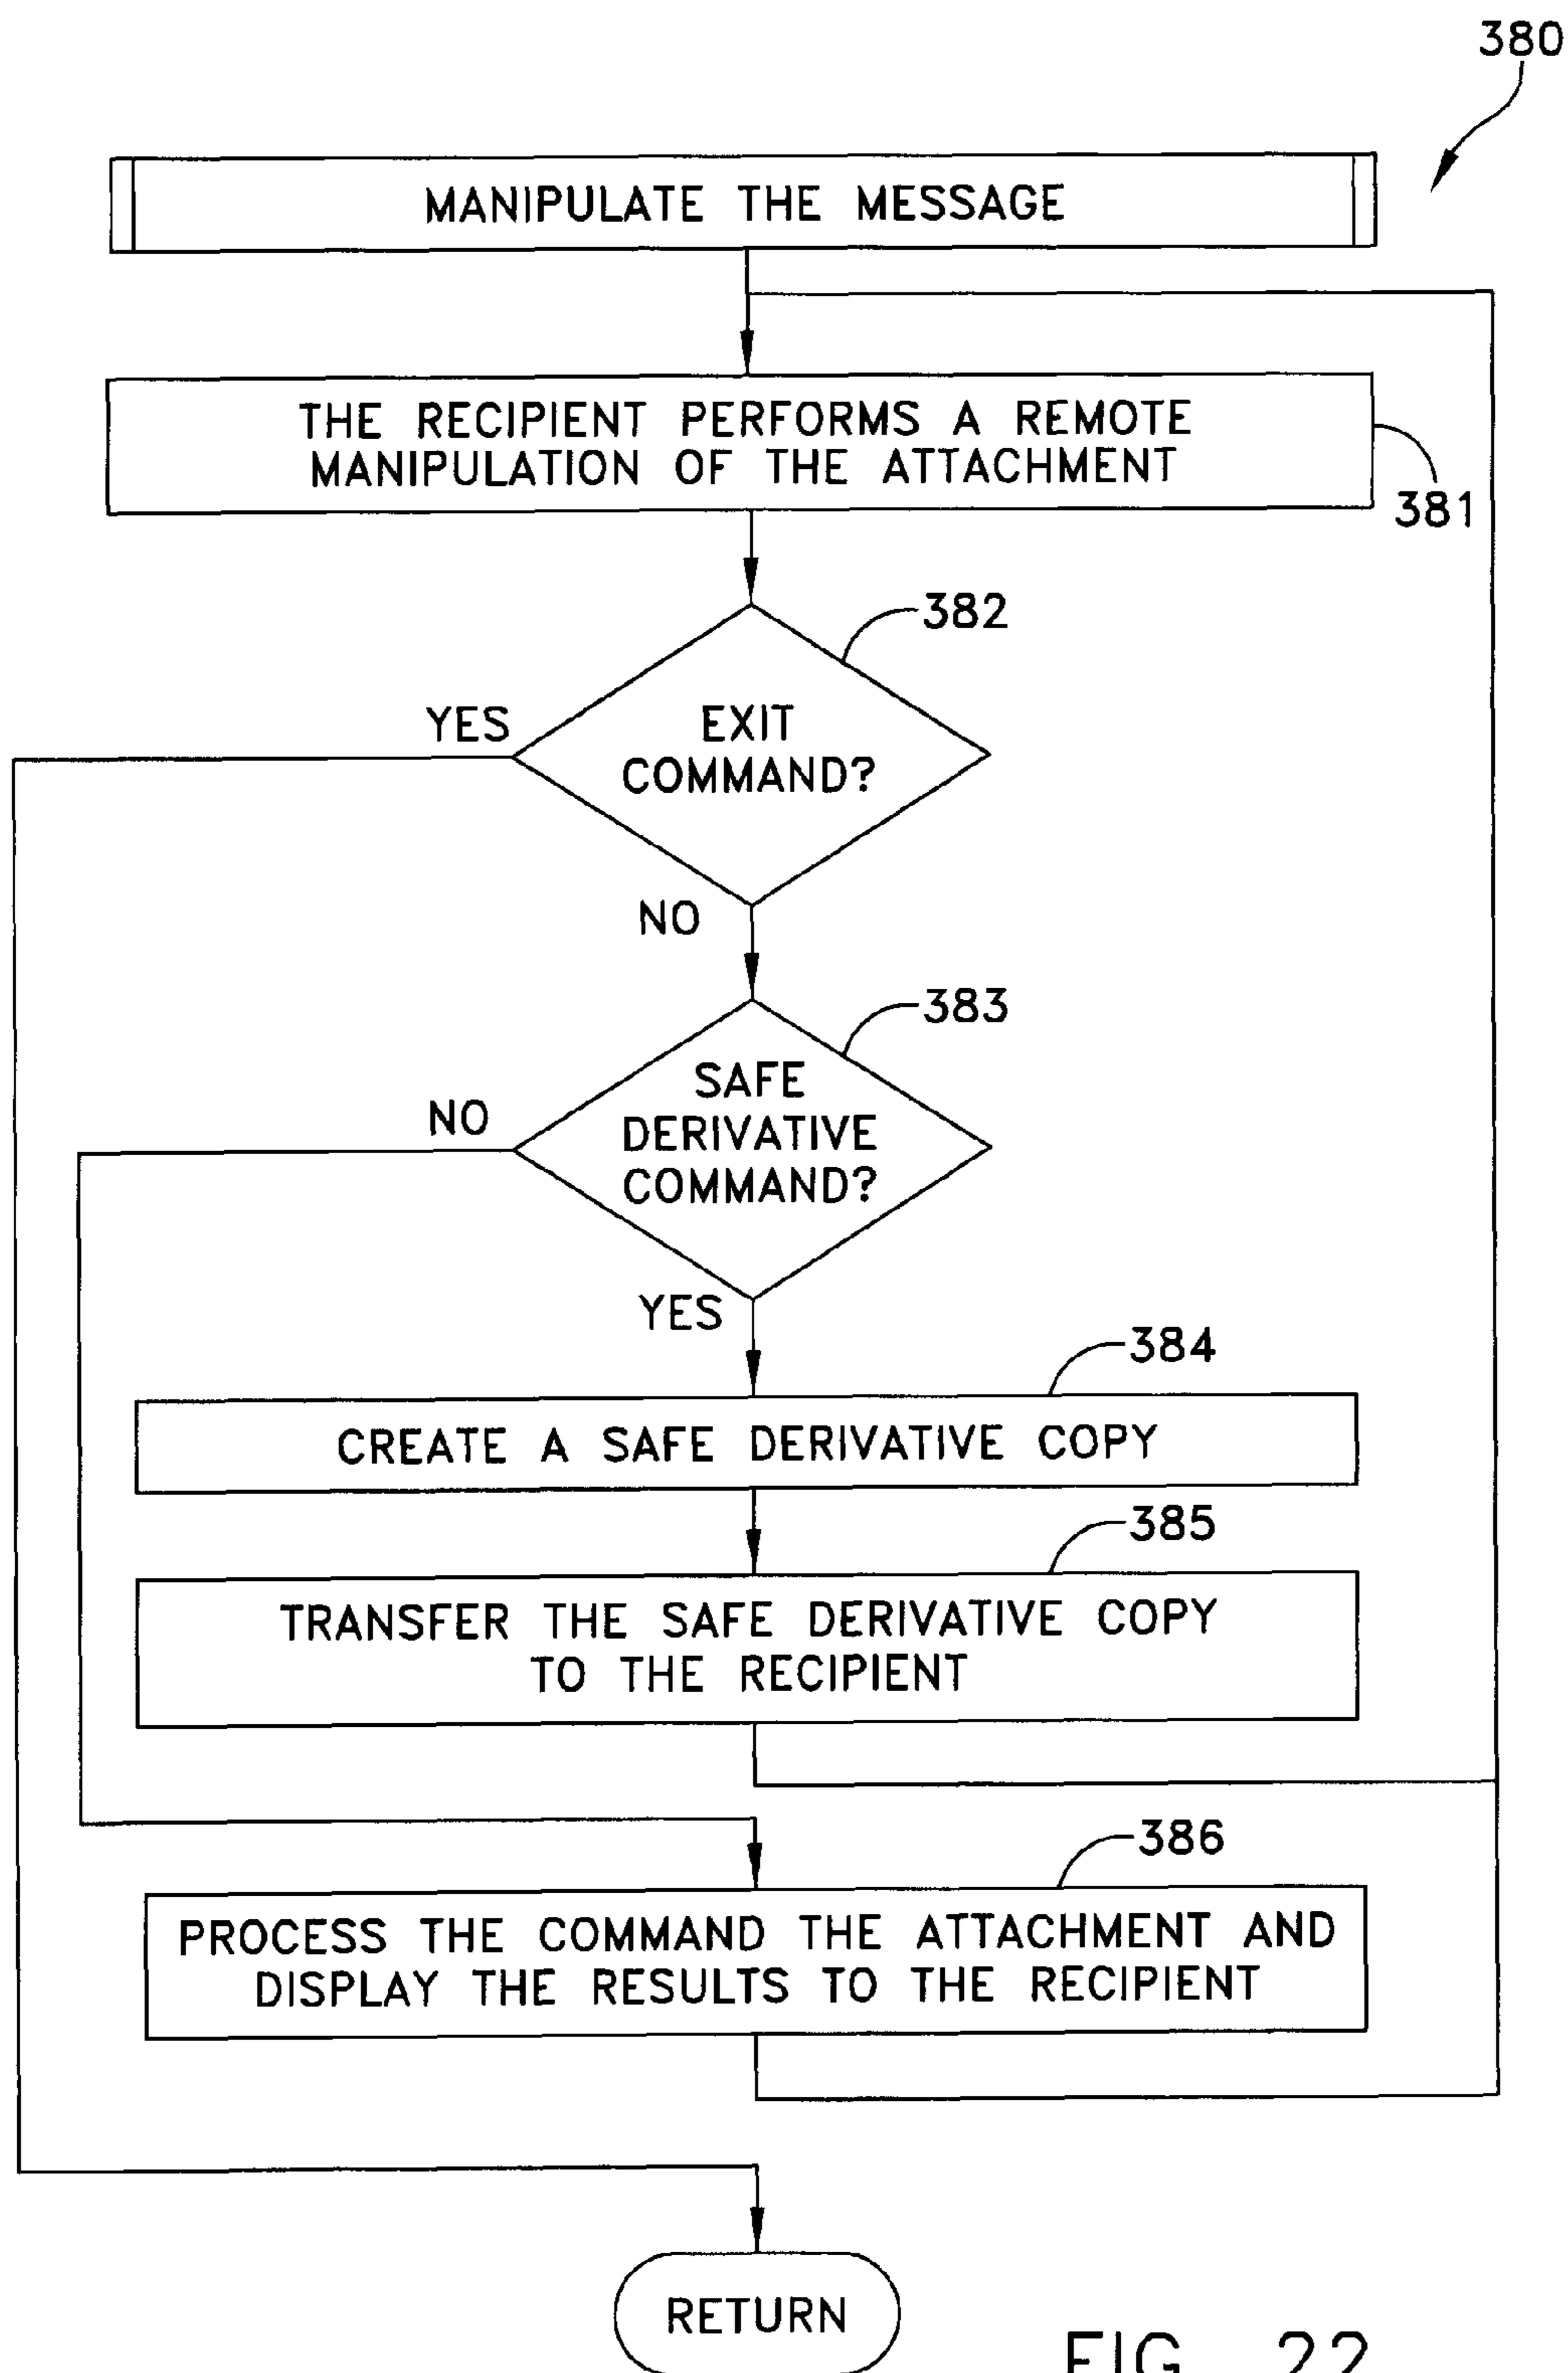 380
MANIPULATE THE MESSAGE
THE RECIPIENT PERFORMS A REMOTE
MANIPULATION OF THE ATTACHMENT
381
382
YES
EXIT
COMMAND?
NO
383
NO
SAFE
DERIVATIVE
COMMAND?
YES
384
CREATE A SAFE DERIVATIVE COPY
385
TRANSFER THE SAFE DERIVATIVE COPY
TO THE RECIPIENT
386
PROCESS THE COMMAND THE ATTACHMENT AND
DISPLAY THE RESULTS TO THE RECIPIENT
RETURN
FIG. 22